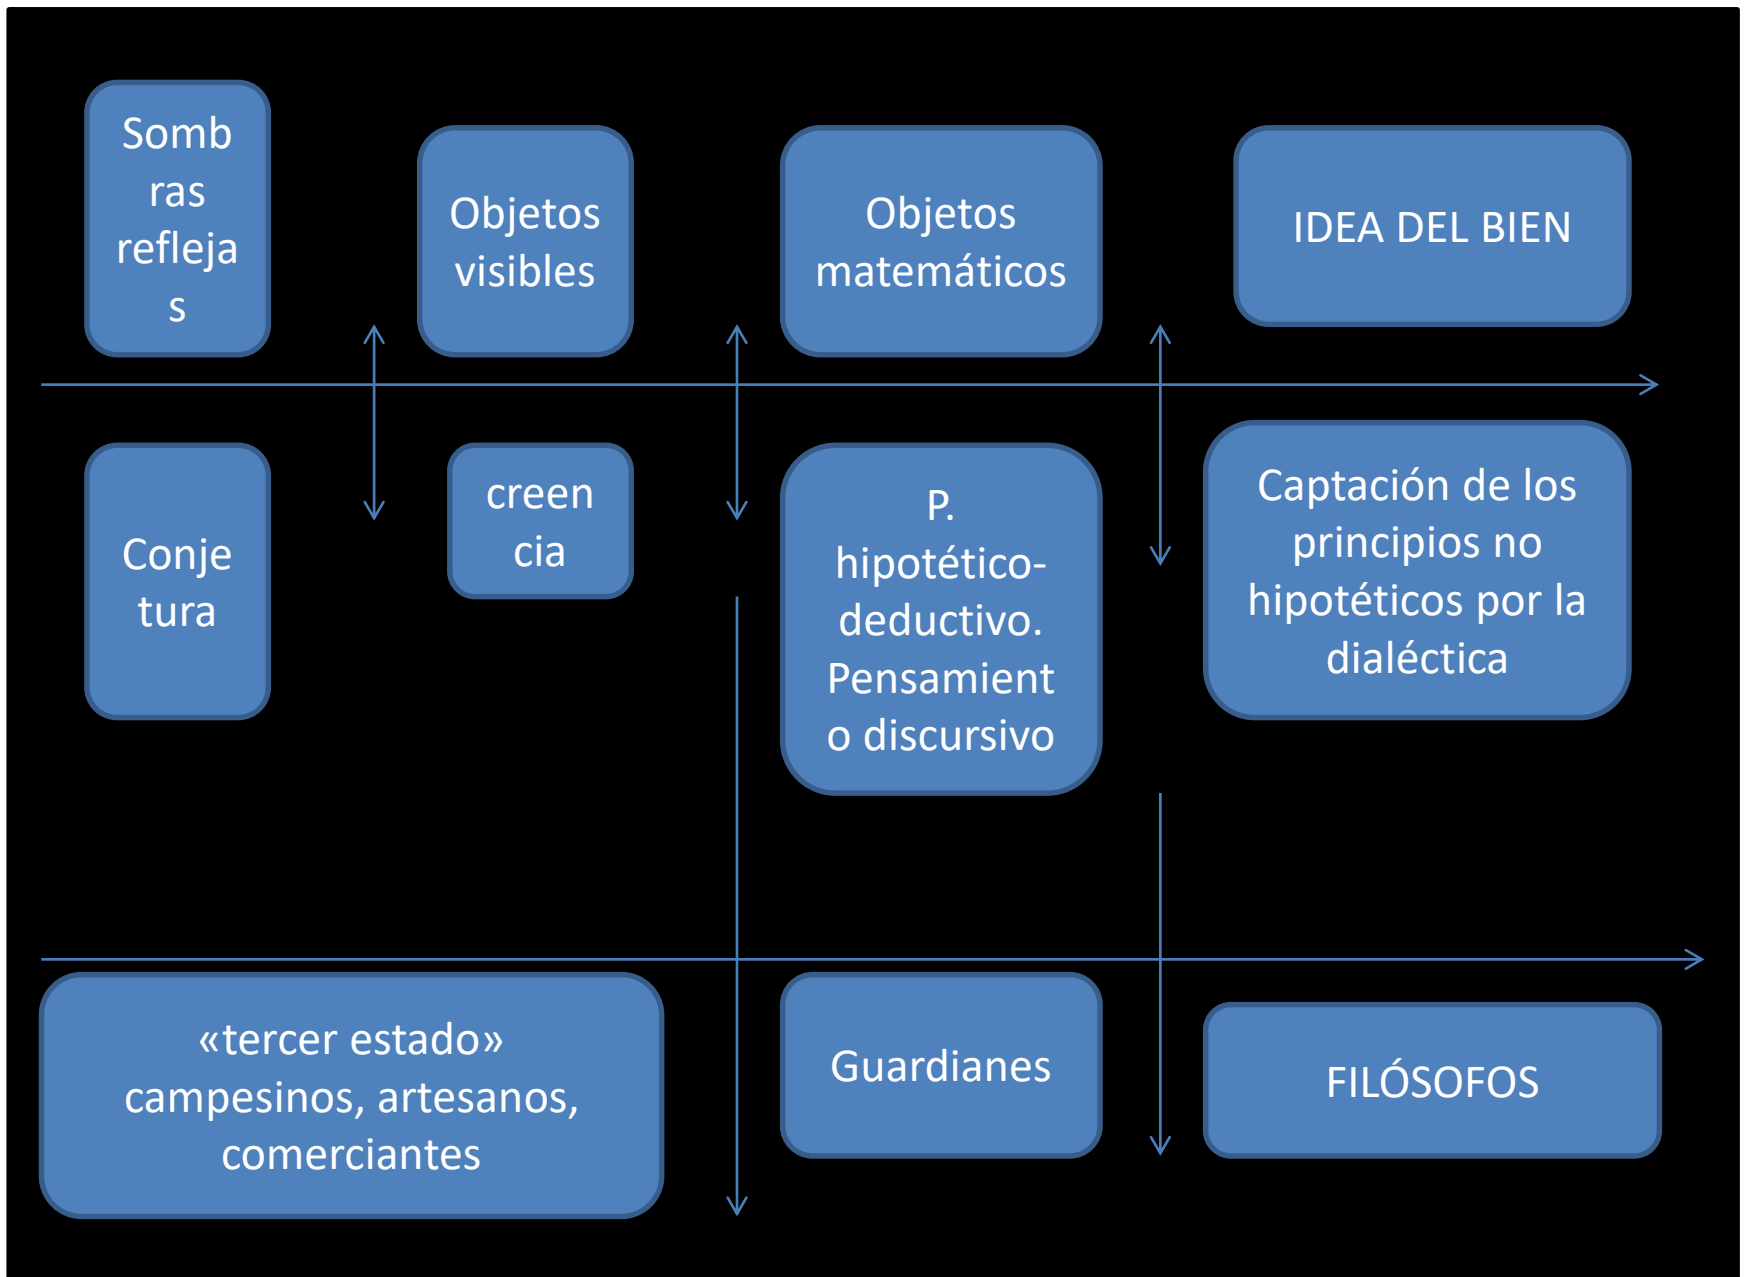 Somb
ras
refleja
s
Objetos
visibles
Objetos
matemáticos
IDEA DEL BIEN
Conje
tura
creen
cia
P.
hipotético-
deductivo.
Pensamient
o discursivo
Captación de los
principios no
hipotéticos por la
dialéctica
«tercer estado»
campesinos, artesanos,
comerciantes
Guardianes
FILÓSOFOS